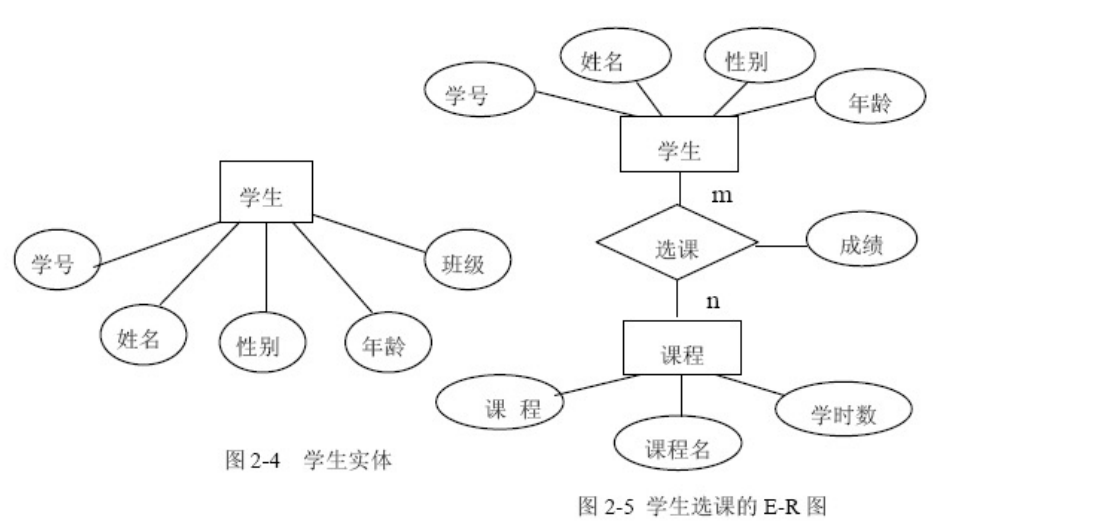 学生
学号
姓名
性别
年龄
班级
图 2-4 学生实体
学号
姓名
性别
年龄
学生
m
选课
成绩
n
课程
课 程
课程名
学时数
图 2-5 学生选课的 E-R 图